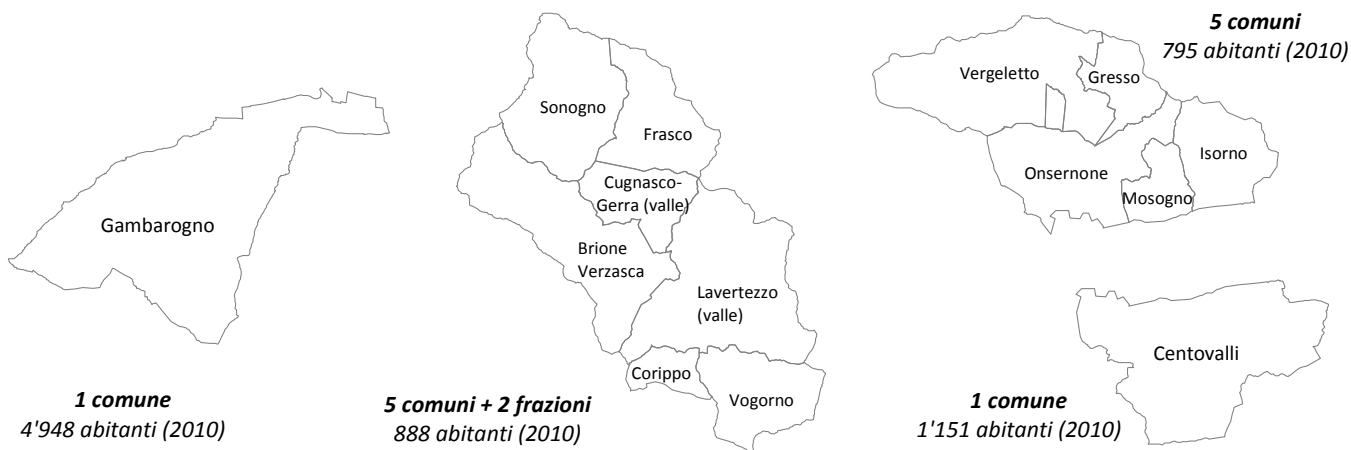 Gambarogno
1 comune
4'948 abitanti (2010)
Sonogno
Frasco
Cugnasco-
Gerra (valle)
Brione
Verzasca
Lavertezzo
(valle)
Corippo
Vogorno
5 comuni + 2 frazioni
888 abitanti (2010)
5 comuni
795 abitanti (2010)
Vergeletto
Gresso
Isorno
Onsernone
Mosogno
Centovalli
1 comune
1'151 abitanti (2010)